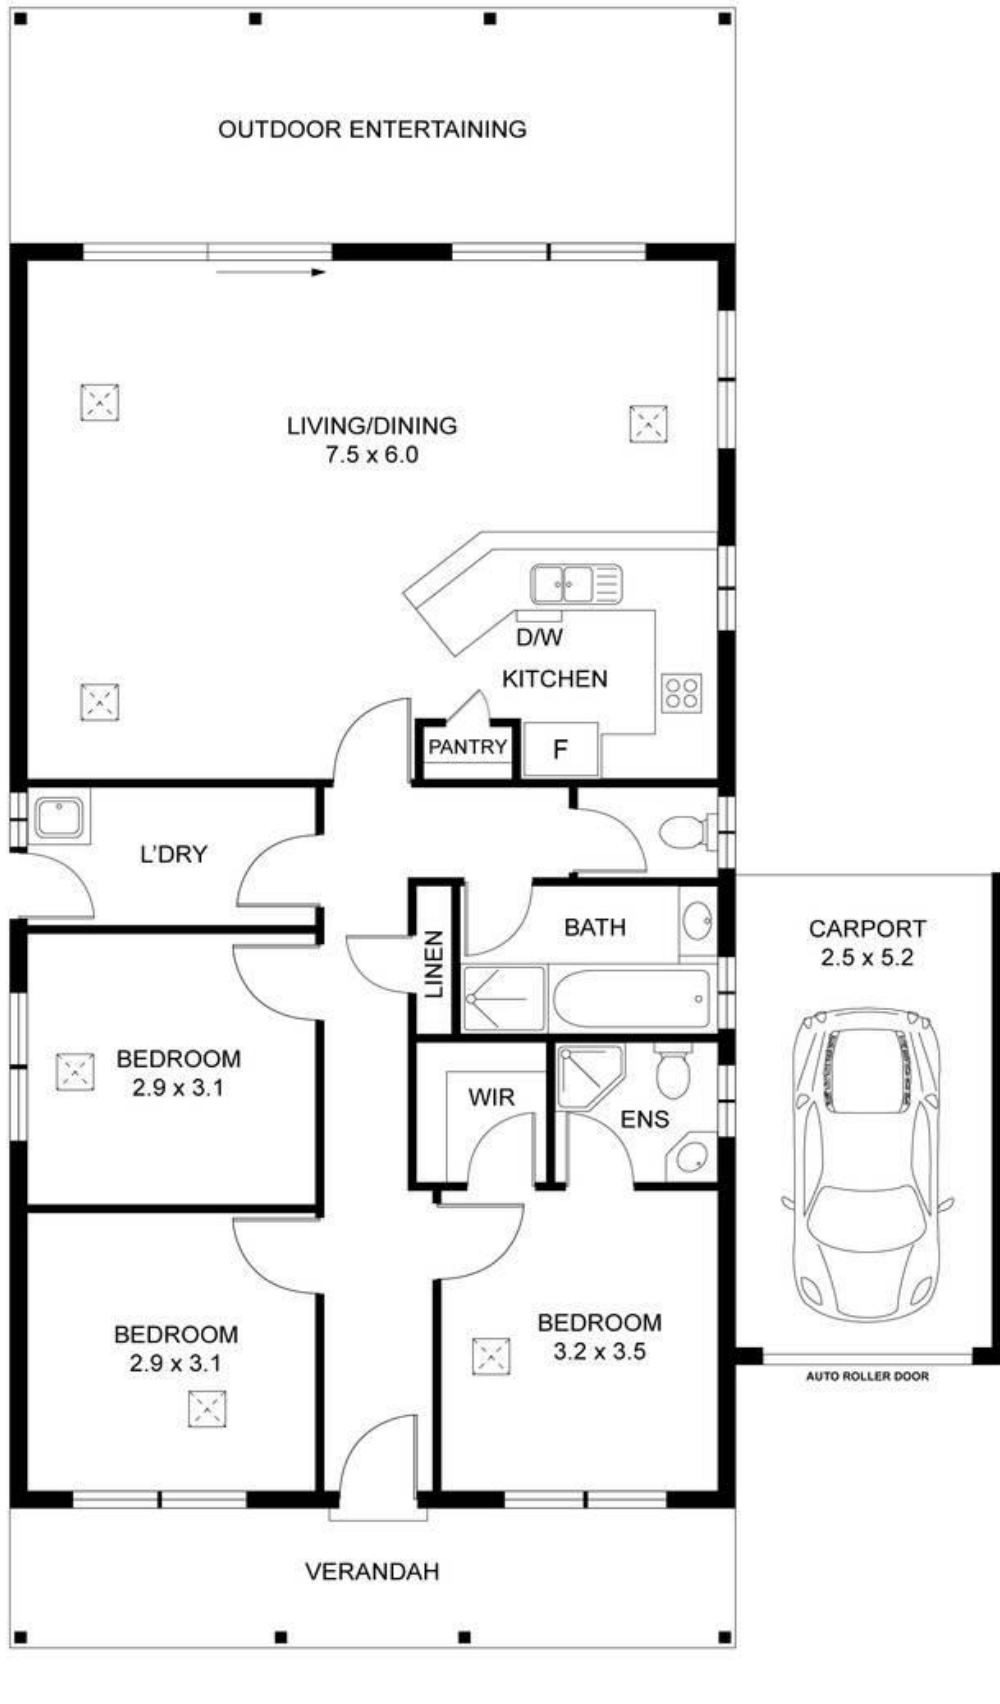 OUTDOOR ENTERTAINING
LIVING/DINING
7.5 x 6.0
D/W
KITCHEN
PANTRY
F
L'DRY
BATH
LINEN
CARPORT
2.5 x 5.2
BEDROOM
2.9 x 3.1
WIR
ENS
BEDROOM
2.9 x 3.1
BEDROOM
3.2 x 3.5
AUTO ROLLER DOOR
VERANDAH